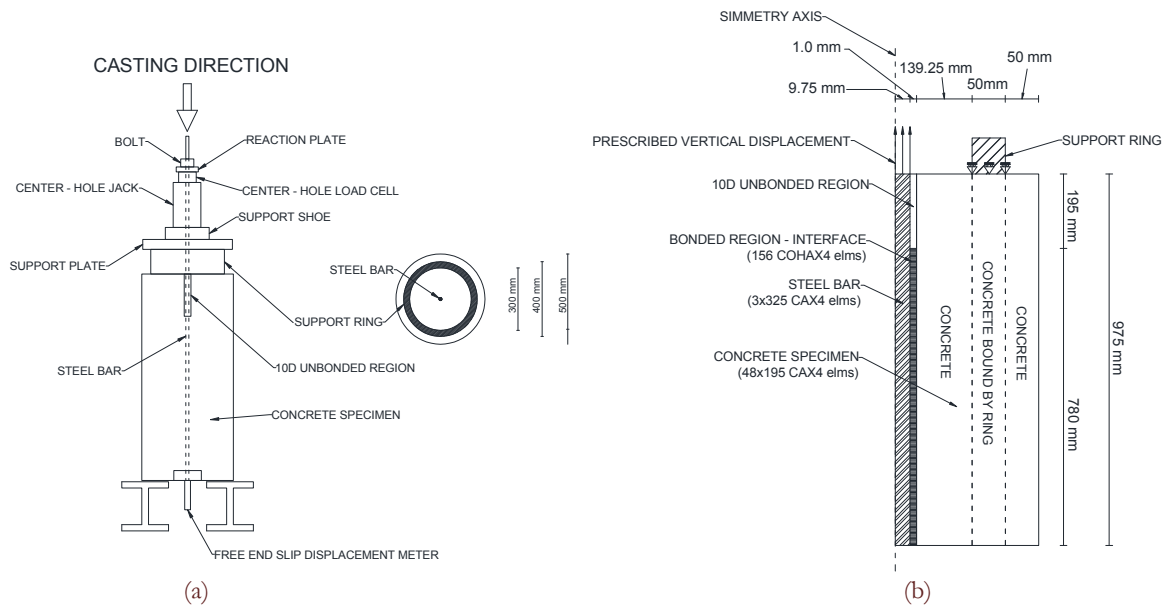 CASTING DIRECTION
BOLT
REACTION PLATE
CENTER - HOLE JACK
CENTER - HOLE LOAD CELL
SUPPORT SHOE
SUPPORT PLATE
STEEL BAR
SUPPORT RING
300 mm
400 mm
500 mm
STEEL BAR
10D UNBONDED REGION
CONCRETE SPECIMEN
FREE END SLIP DISPLACEMENT METER
(a)
SIMMETRY AXIS
1.0 mm
9.75 mm
139.25 mm
50mm
50 mm
PRESCRIBED VERTICAL DISPLACEMENT
SUPPORT RING
10D UNBONDED REGION
BONDED REGION - INTERFACE
(156 COHAX4 elms)
STEEL BAR
(3x325 CAX4 elms)
CONCRETE SPECIMEN
(48x195 CAX4 elms)
CONCRETE
CONCRETE BOUND BY RING
CONCRETE
195 mm
780 mm
975 mm
(b)